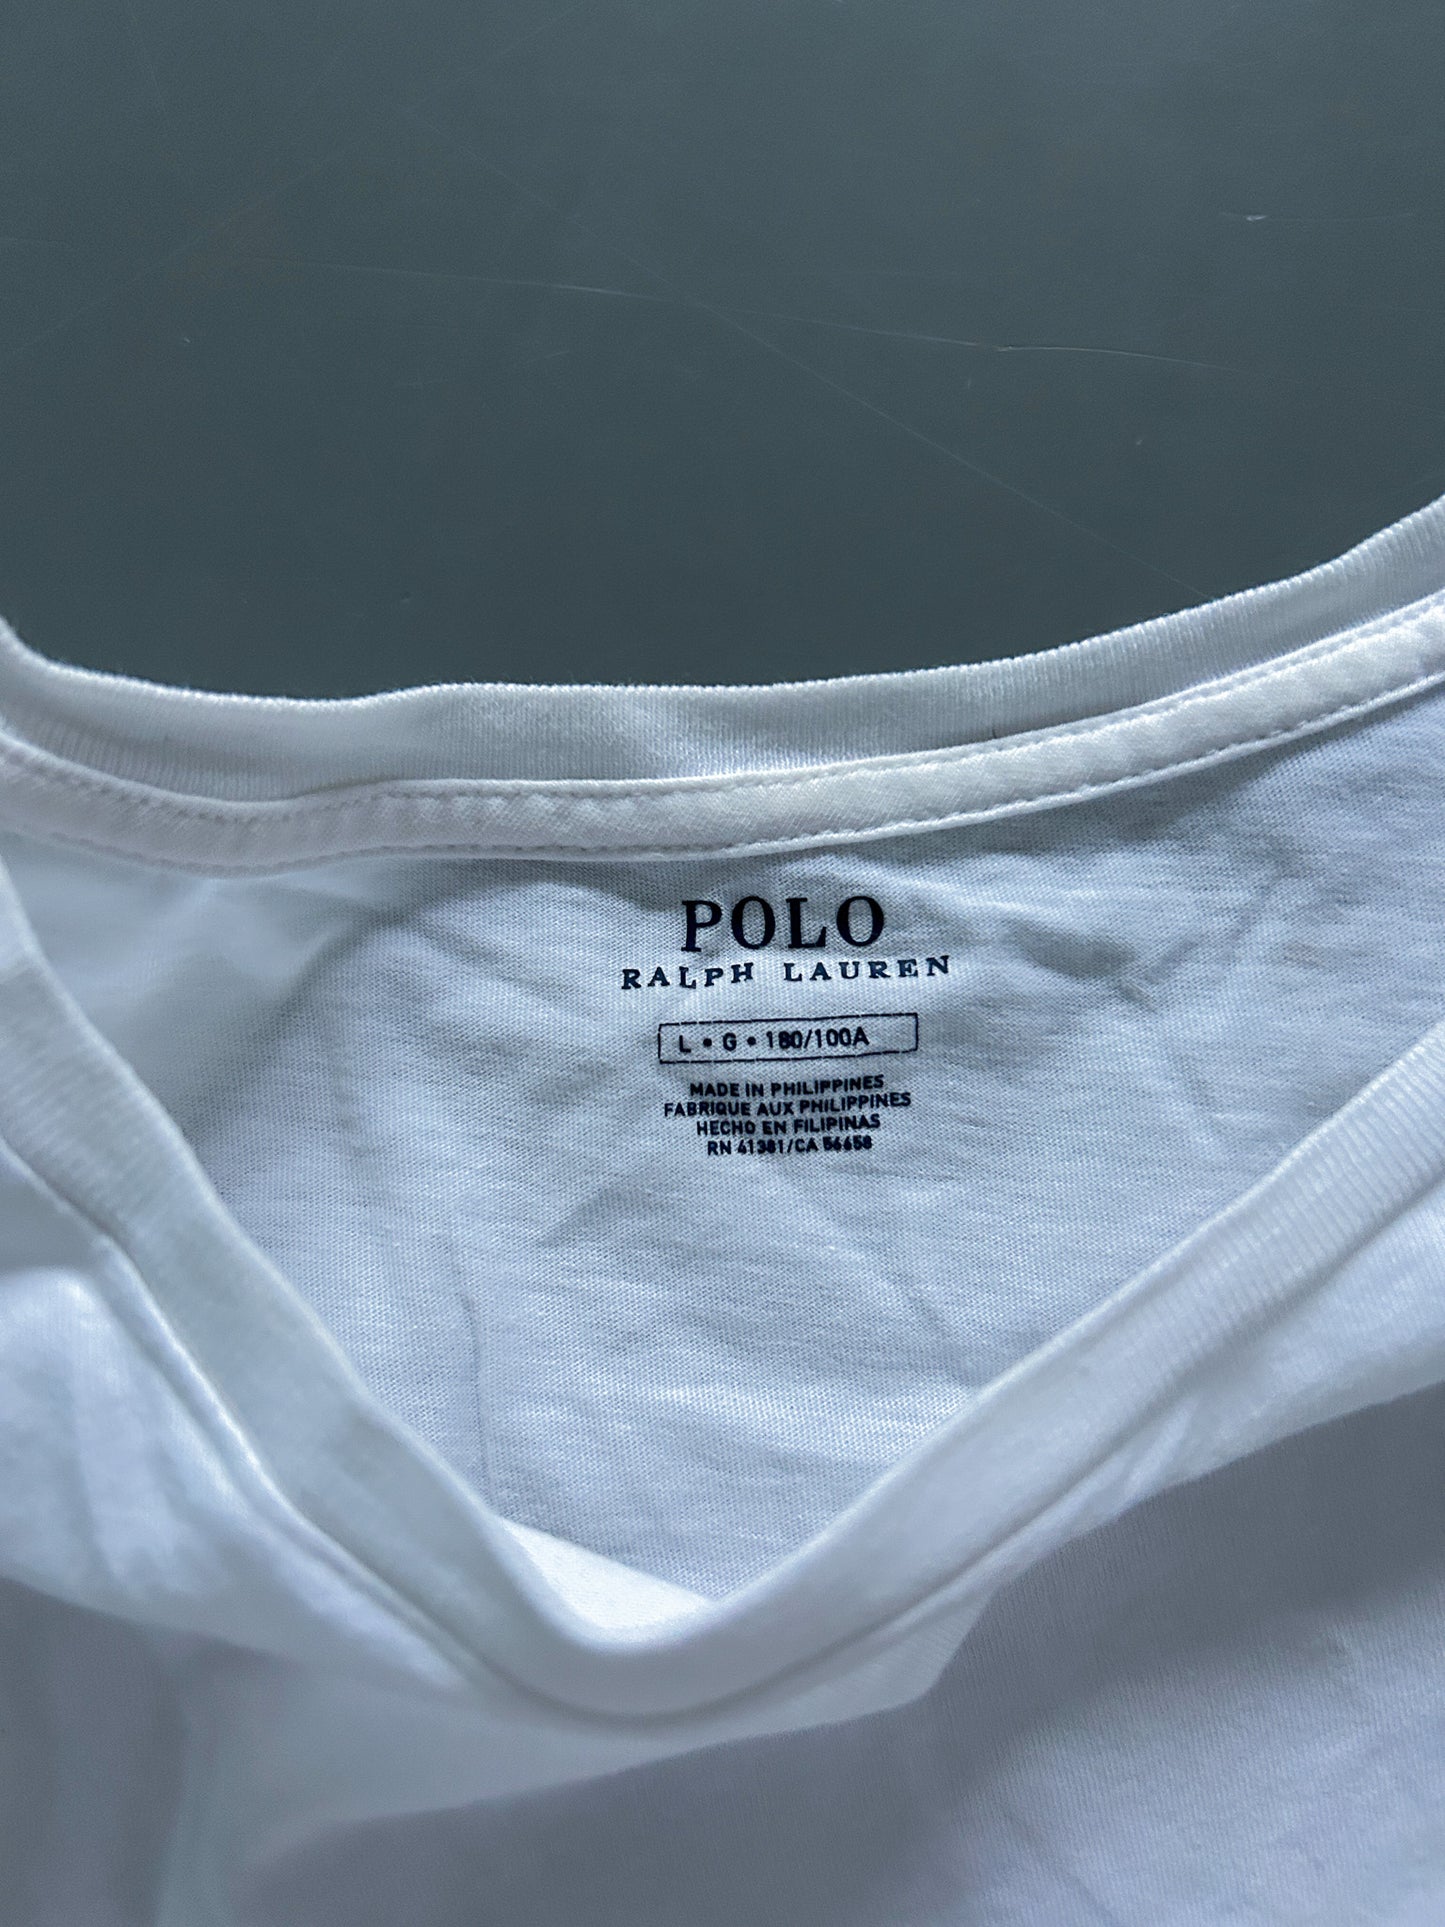 POLO
RALPH LAUREN
L • G • 180/100A
MADE IN PHILIPPINES
FABRIQUE AUX PHILIPPINES
HECHO EN FILIPINAS
RN 41381/CA 56658